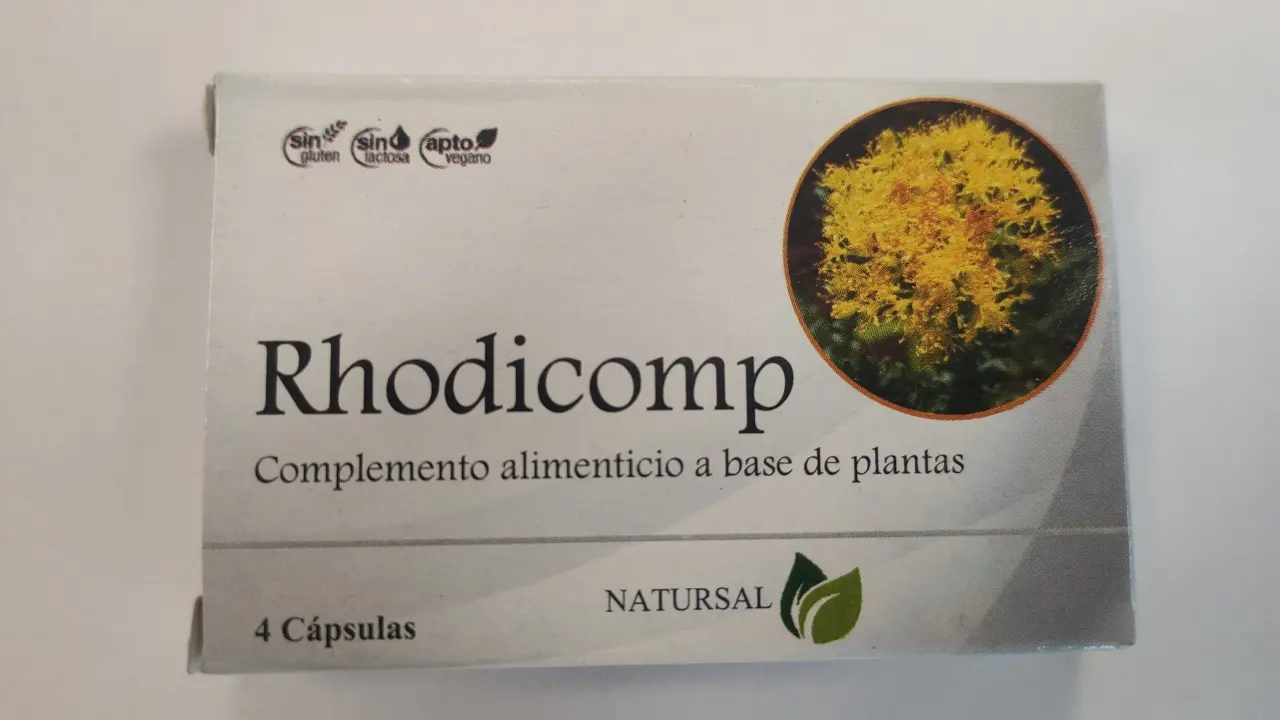 sin gluten
sin lactosa
apto vegano
Rhodicomp
Complemento alimenticio a base de plantas
NATURSAL
4 Cápsulas